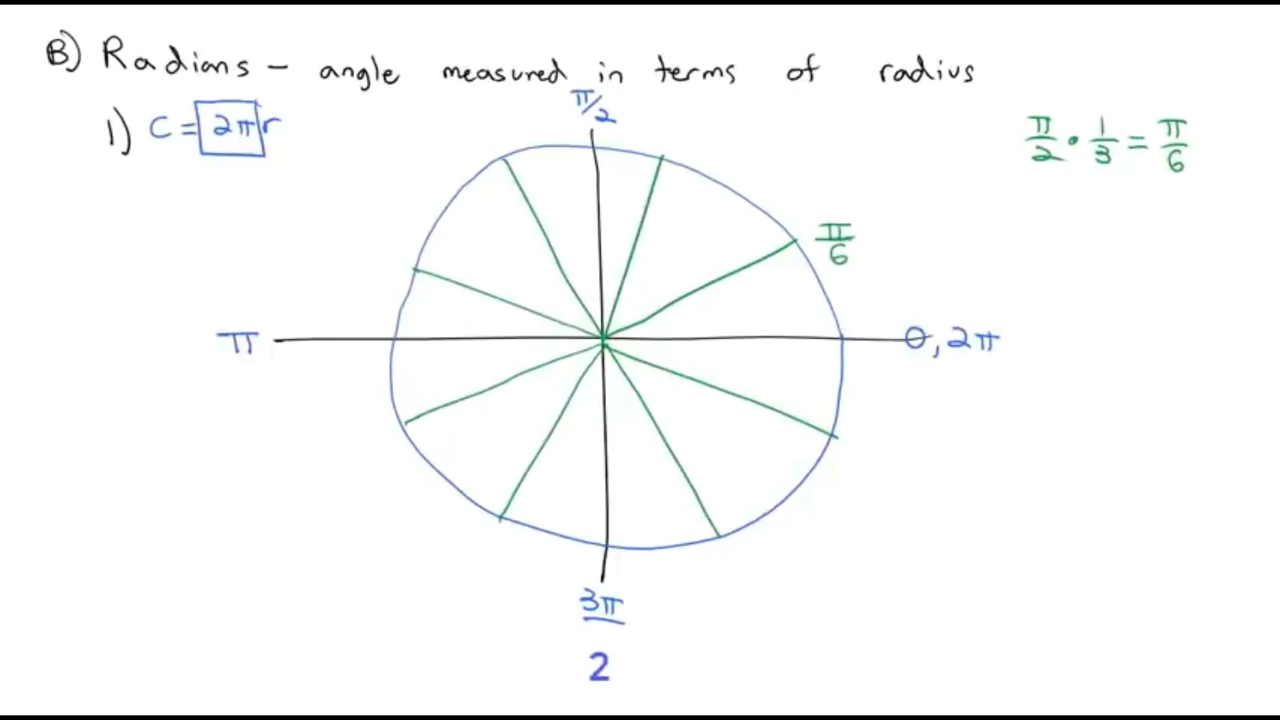 B) Radians - angle measured in terms of radius
1) C = 2πr
π/2
π/2 · 1/3 = π/6
π/6
π
0, 2π
3π
2